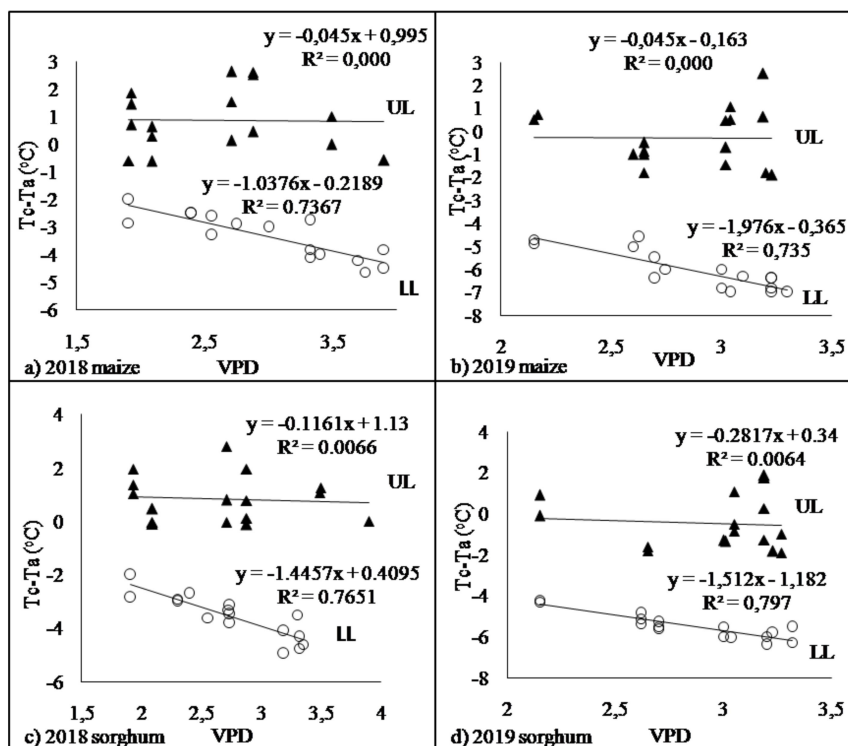 y = -0,045x + 0,995
R² = 0,000
UL
y = -1.0376x - 0.2189
R² = 0.7367
LL
Tc-Ta (°C)
3
2
1
0
-1
-2
-3
-4
-5
-6
1,5
2,5
3,5
a) 2018 maize
VPD
y = -0,045x - 0,163
R² = 0,000
UL
y = -1,976x - 0,365
R² = 0,735
LL
Tc-Ta (°C)
3
2
1
0
-1
-2
-3
-4
-5
-6
-7
-8
2
2,5
3
3,5
b) 2019 maize
VPD
y = -0.1161x + 1.13
R² = 0.0066
UL
y = -1.4457x + 0.4095
R² = 0.7651
LL
Tc-Ta (°C)
4
2
0
-2
-4
-6
2
2,5
3
3,5
4
c) 2018 sorghum
VPD
y = -0.2817x + 0.34
R² = 0.0064
UL
y = -1,512x - 1,182
R² = 0,797
LL
Tc-Ta (°C)
4
2
0
-2
-4
-6
-8
2
2,5
3
3,5
d) 2019 sorghum
VPD